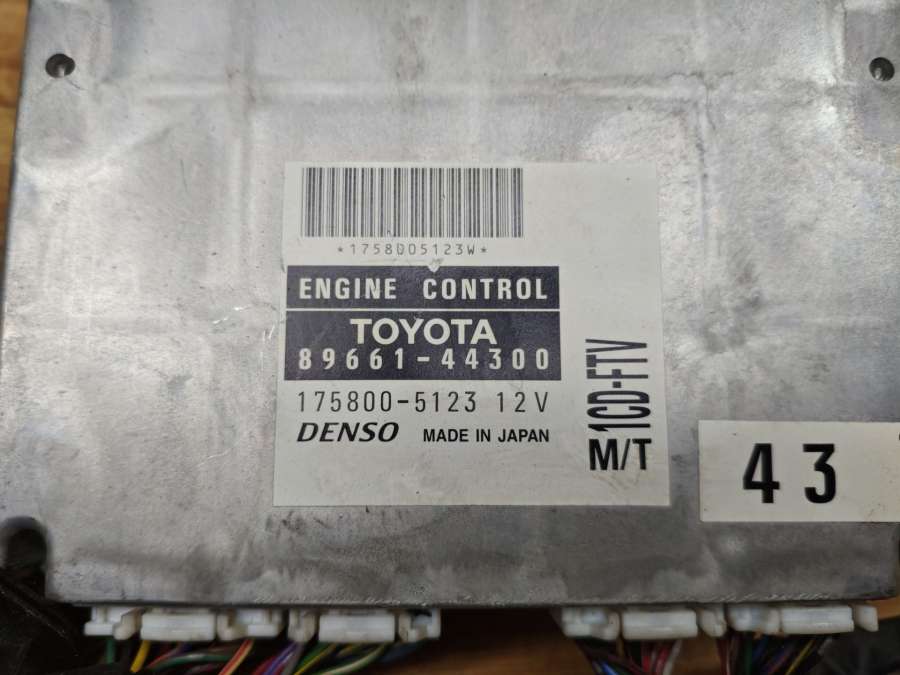 *1758005123W*
ENGINE CONTROL
TOYOTA
89661-44300
175800-5123 12V
DENSO MADE IN JAPAN
1CD-FTV
M/T
43